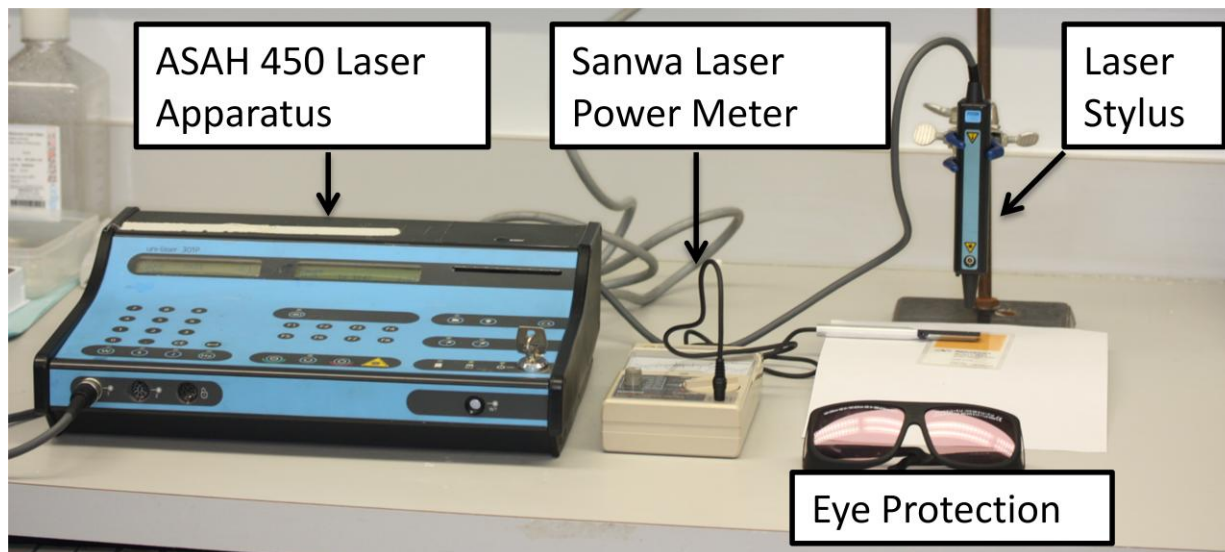 ASAH 450 Laser
Apparatus
Sanwa Laser
Power Meter
Laser
Stylus
Eye Protection